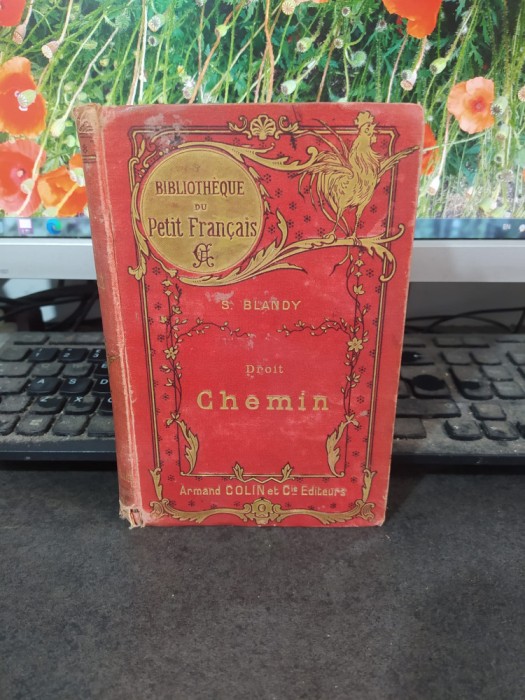 BIBLIOTHÈQUE
DU
Petit Français
AC
S. BLANDY
Droit
Chemin
Armand COLIN et Cie Editeurs